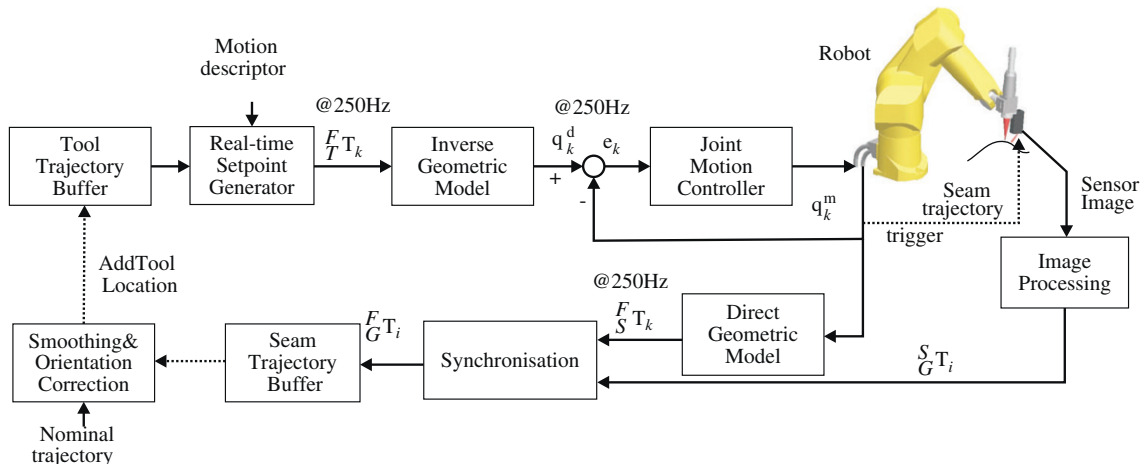 Motion
descriptor
@250Hz
F
T T k
Tool
Trajectory
Buffer
Real-time
Setpoint
Generator
Inverse
Geometric
Model
@250Hz
q d k
+
-
e k
Joint
Motion
Controller
Robot
q m k
Seam
trajectory
trigger
Sensor
Image
Image
Processing
AddTool
Location
@250Hz
F
S T k
Direct
Geometric
Model
S
G T i
Synchronisation
F
G T i
Seam
Trajectory
Buffer
Smoothing&
Orientation
Correction
Nominal
trajectory